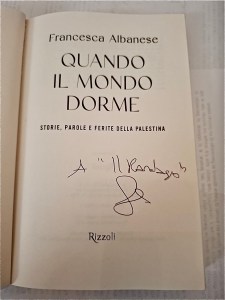 Francesca Albanese
QUANDO
IL MONDO
DORME
STORIE, PAROLE E FERITE DELLA PALESTINA
A "Il Randagio"
Rizzoli